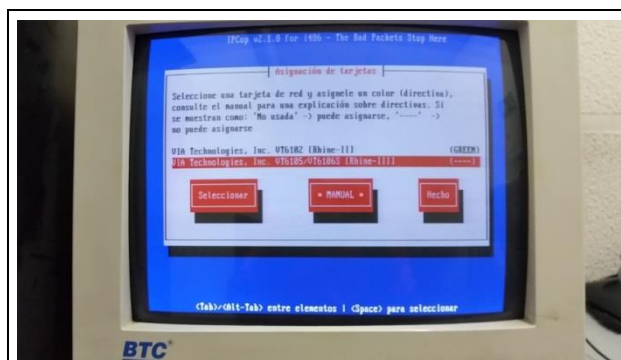 IPCop v2.1.8 for i486 - The Bad Packets Stop Here
Asignación de tarjetas
Seleccione una tarjeta de red y asígnele un color (directiva),
consulte el manual para una explicación sobre directivas. Si
se muestran como: 'No usada' -> puede asignarse, '----' ->
no puede asignarse
VIA Technologies, Inc. VT6102 [Rhine-II] (GREEN)
VIA Technologies, Inc. VT6105/VT6106S [Rhine-III] (----)
Seleccionar * MANUAL * Hecho
<Tab>/<Alt-Tab> entre elementos | <Space> para seleccionar
BTC